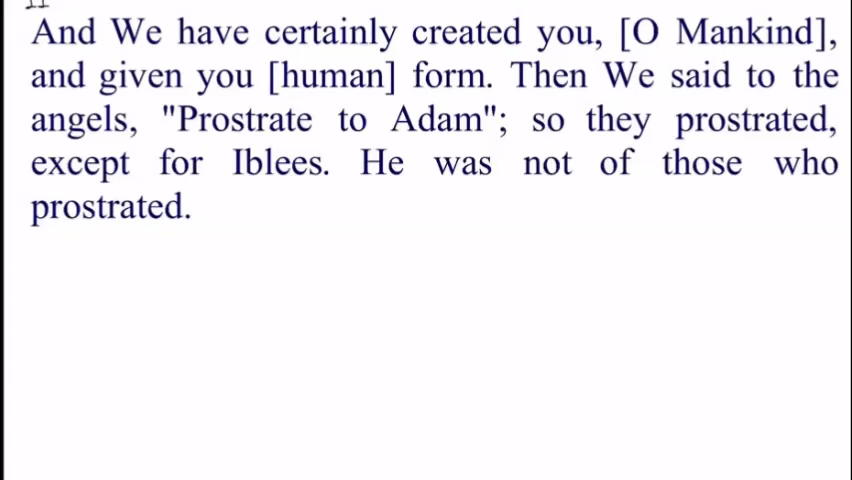 11
And We have certainly created you, [O Mankind],
and given you [human] form. Then We said to the
angels, "Prostrate to Adam"; so they prostrated,
except for Iblees. He was not of those who
prostrated.